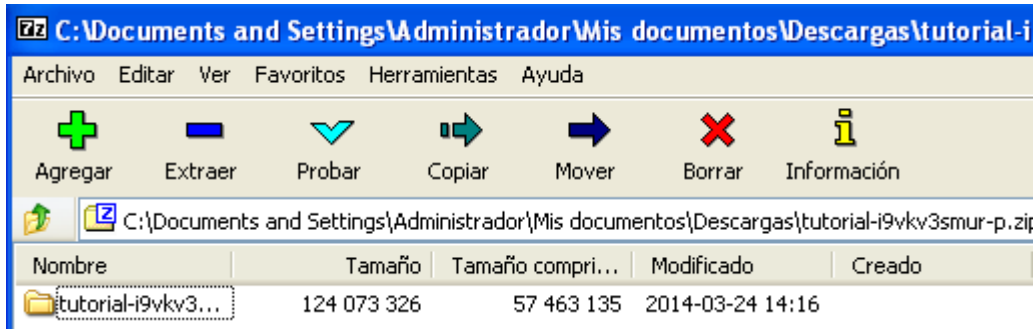 C:\Documents and Settings\Administrador\Mis documentos\Descargas\tutorial-i
Archivo Editar Ver Favoritos Herramientas Ayuda
Agregar Extraer Probar Copiar Mover Borrar Información
C:\Documents and Settings\Administrador\Mis documentos\Descargas\tutorial-i9vkv3smur-p.zip
Nombre Tamaño Tamaño compri... Modificado Creado
tutorial-i9vkv3... 124 073 326 57 463 135 2014-03-24 14:16